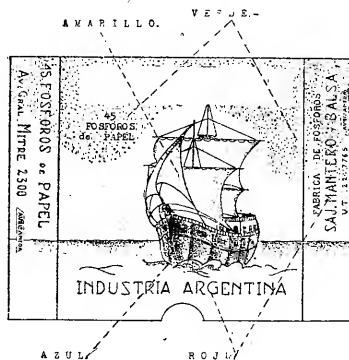 AMARILLO. VERDE.-
45 FOSFOROS DE PAPEL
AV. GRAL. MITRE 2300
45
FOSFOROS
de PAPEL
FABRICA DE FOSFOROS
SAJ. MANTERO Y BALSA
INDUSTRIA ARGENTINA
AZUL ROJO